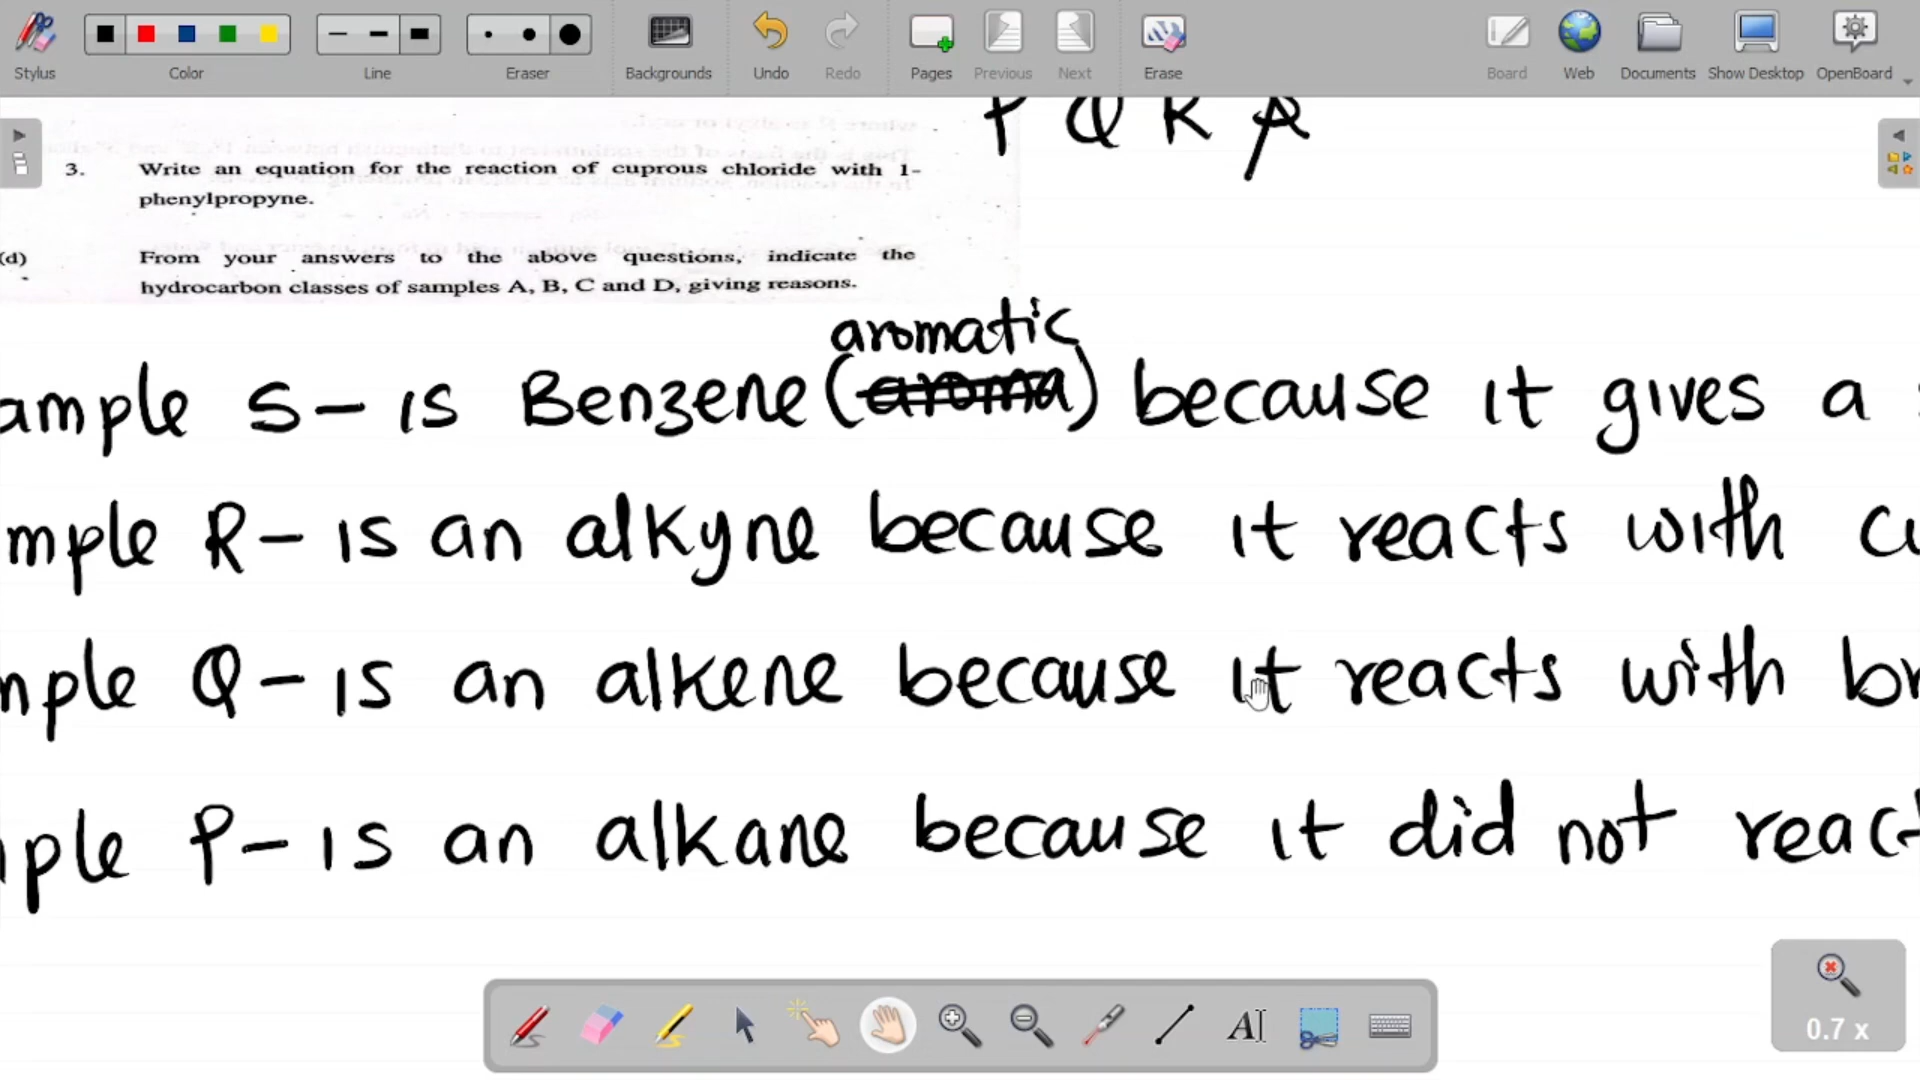 Stylus Color Line Eraser Backgrounds Undo Redo Pages Previous Next Erase Board Web Documents Show Desktop OpenBoard
P Q R
3. Write an equation for the reaction of cuprous chloride with 1-
phenylpropyne.
(d) From your answers to the above questions, indicate the
hydrocarbon classes of samples A, B, C and D, giving reasons.
aromatic
ample S - is Benzene (aroma) because it gives a
mple R - is an alkyne because it reacts with cu
mple Q - is an alkene because it reacts with br
ple P - is an alkane because it did not react
0.7 x